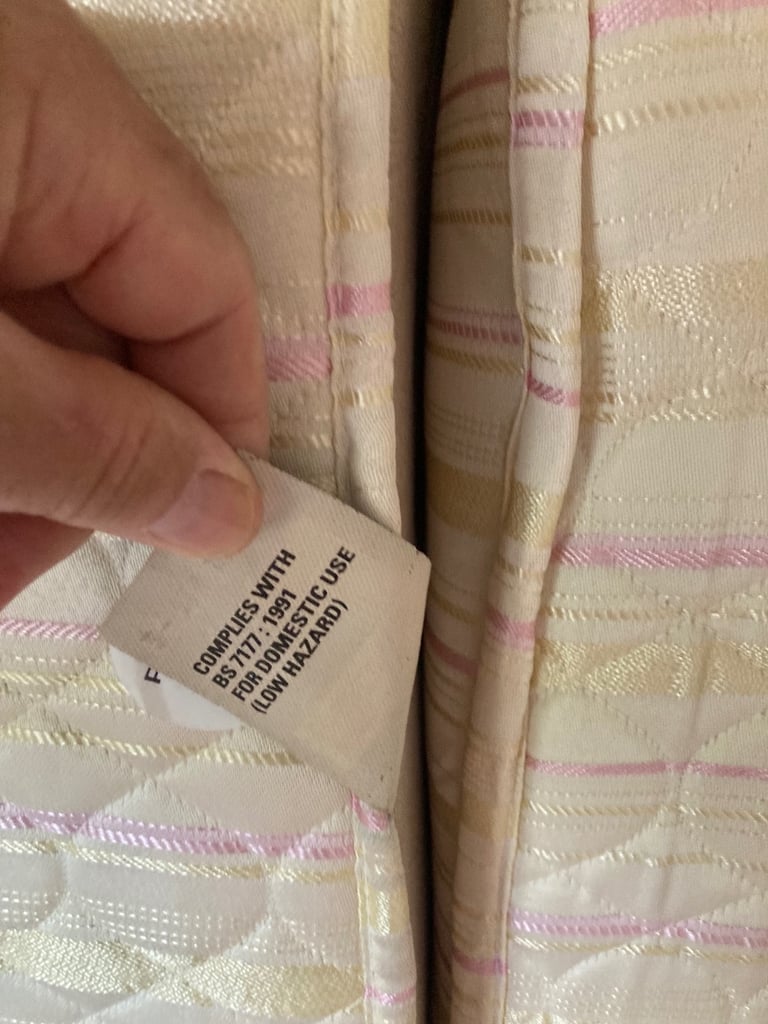 COMPLIES WITH
BS 7177 : 1991
FOR DOMESTIC USE
(LOW HAZARD)
F